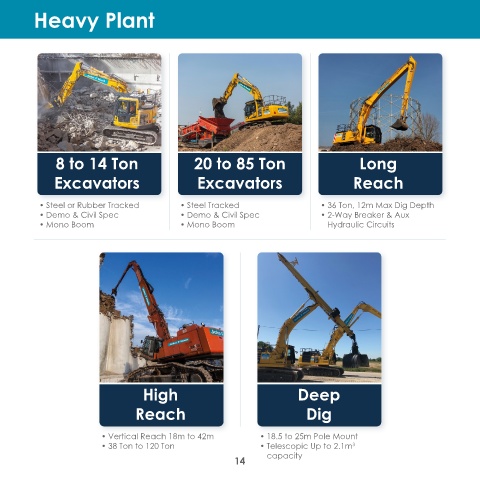 Heavy Plant
8 to 14 Ton
Excavators
• Steel or Rubber Tracked
• Demo & Civil Spec
• Mono Boom
20 to 85 Ton
Excavators
• Steel Tracked
• Demo & Civil Spec
• Mono Boom
Long
Reach
• 36 Ton, 12m Max Dig Depth
• 2-Way Breaker & Aux
Hydraulic Circuits
High
Reach
• Vertical Reach 18m to 42m
• 38 Ton to 120 Ton
Deep
Dig
• 18.5 to 25m Pole Mount
• Telescopic Up to 2.1m³
capacity
14